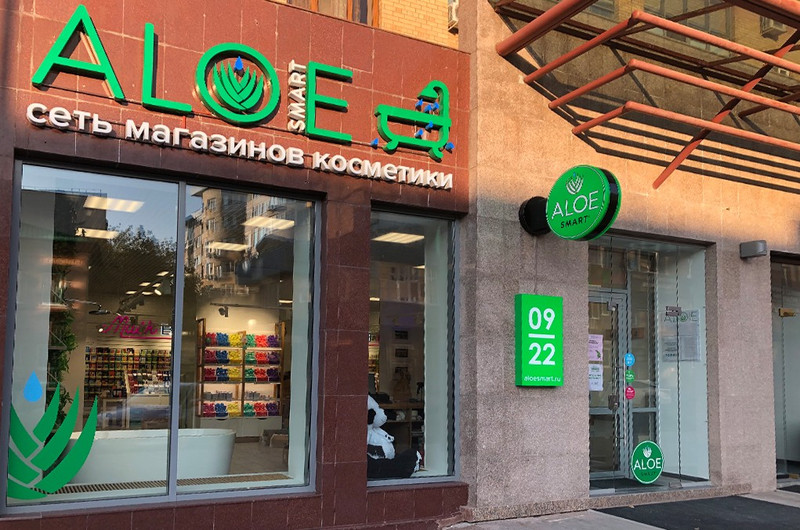 ALOE
SMART
сеть магазинов косметики
ALOE
SMART
09
22
aloesmart.ru
ALOE